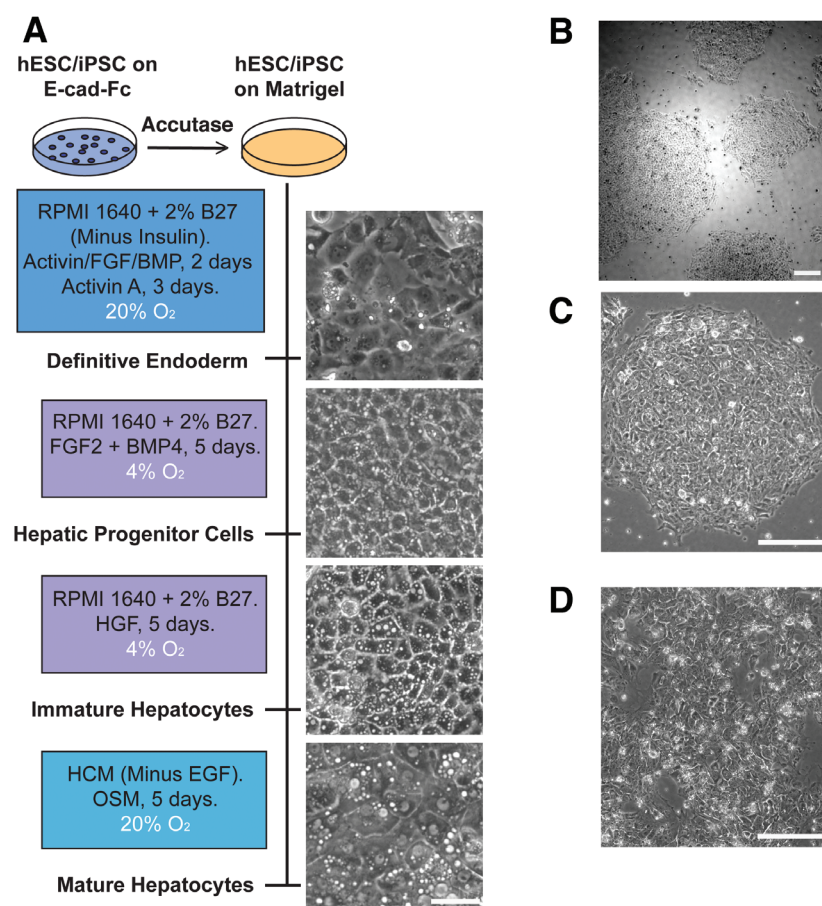 A
hESC/iPSC on
E-cad-Fc
hESC/iPSC
on Matrigel
Accutase
RPMI 1640 + 2% B27
(Minus Insulin).
Activin/FGF/BMP, 2 days
Activin A, 3 days.
20% O₂
Definitive Endoderm
RPMI 1640 + 2% B27.
FGF2 + BMP4, 5 days.
4% O₂
Hepatic Progenitor Cells
RPMI 1640 + 2% B27.
HGF, 5 days.
4% O₂
Immature Hepatocytes
HCM (Minus EGF).
OSM, 5 days.
20% O₂
Mature Hepatocytes
B
C
D